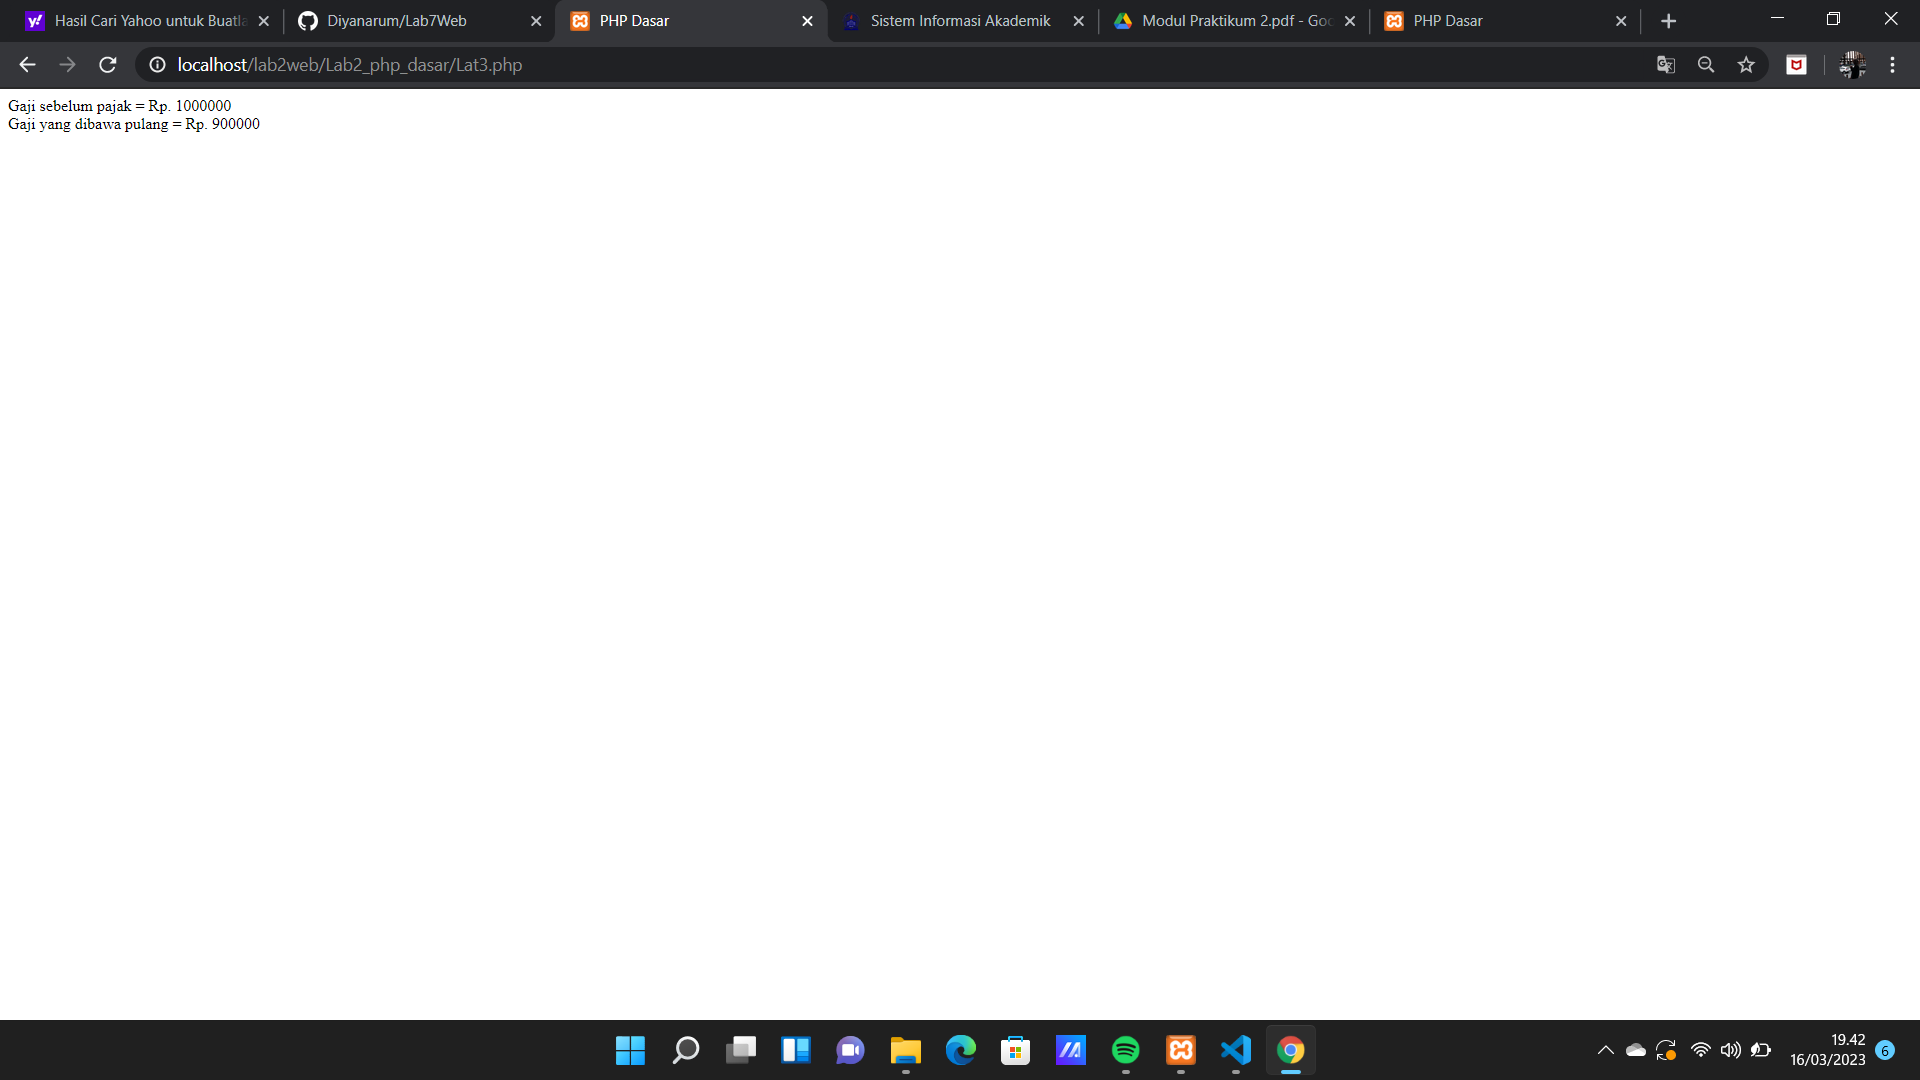 Hasil Cari Yahoo untuk Buatla
Diyanarum/Lab7Web
PHP Dasar
Sistem Informasi Akademik
Modul Praktikum 2.pdf - Goo
PHP Dasar
localhost/lab2web/Lab2_php_dasar/Lat3.php
Gaji sebelum pajak = Rp. 1000000
Gaji yang dibawa pulang = Rp. 900000
19.42
16/03/2023
6